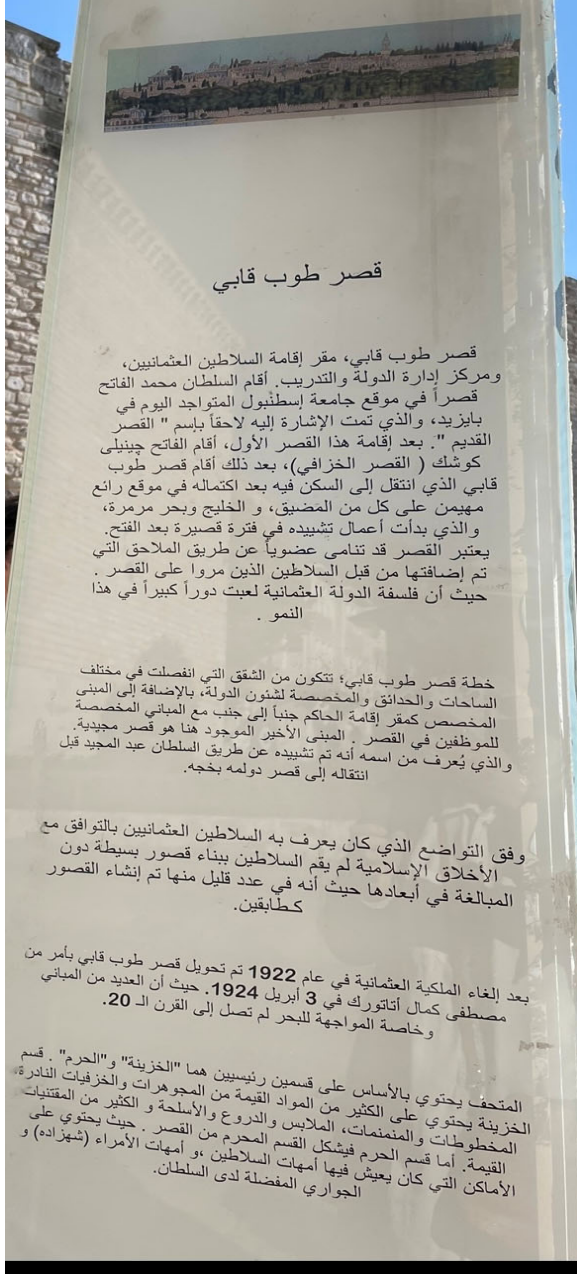 قصر طوب قابي
قصر طوب قابي، مقر إقامة السلاطين العثمانيين،
ومركز إدارة الدولة والتدريب. أقام السلطان محمد الفاتح
قصراً في موقع جامعة إسطنبول المتواجد اليوم في
بايزيد، والذي تمت الإشارة إليه لاحقاً بإسم " القصر
القديم ". بعد إقامة هذا القصر الأول، أقام الفاتح چينيلى
كوشك ( القصر الخزافي)، بعد ذلك أقام قصر طوب
قابي الذي انتقل إلى السكن فيه بعد اكتماله في موقع رائع
مهيمن على كل من المضيق، و الخليج وبحر مرمرة،
والذي بدأت أعمال تشييده في فترة قصيرة بعد الفتح.
يعتبر القصر قد تنامى عضوياً عن طريق الملاحق التي
تم إضافتها من قبل السلاطين الذين مروا على القصر .
حيث أن فلسفة الدولة العثمانية لعبت دوراً كبيراً في هذا
النمو .
خطة قصر طوب قابي؛ تتكون من الشقق التي انفصلت في مختلف
الساحات والحدائق والمخصصة لشئون الدولة، بالإضافة إلى المبنى
المخصص كمقر إقامة الحاكم جنباً إلى جنب مع المباني المخصصة
للموظفين في القصر . المبنى الأخير الموجود هنا هو قصر مجيدية.
والذي يُعرف من اسمه أنه تم تشييده عن طريق السلطان عبد المجيد قبل
انتقاله إلى قصر دولمه بخجه.
وفق التواضع الذي كان يعرف به السلاطين العثمانيين بالتوافق مع
الأخلاق الإسلامية لم يقم السلاطين ببناء قصور بسيطة دون
المبالغة في أبعادها حيث أنه في عدد قليل منها تم إنشاء القصور
كطابقين.
بعد إلغاء الملكية العثمانية في عام 1922 تم تحويل قصر طوب قابي بأمر من
مصطفى كمال أتاتورك في 3 أبريل 1924. حيث أن العديد من المباني
وخاصة المواجهة للبحر لم تصل إلى القرن الـ 20.
المتحف يحتوي بالأساس على قسمين رئيسيين هما "الخزينة" و"الحرم" . قسم
الخزينة يحتوي على الكثير من المواد القيمة من المجوهرات والخزفيات النادرة.
المخطوطات والمنمنمات، الملابس والدروع والأسلحة و الكثير من المقتنيات
القيمة. أما قسم الحرم فيشكل القسم المحرم من القصر . حيث يحتوي على
الأماكن التي كان يعيش فيها أمهات السلاطين ،و أمهات الأمراء (شهزاده) و
الجواري المفضلة لدى السلطان.